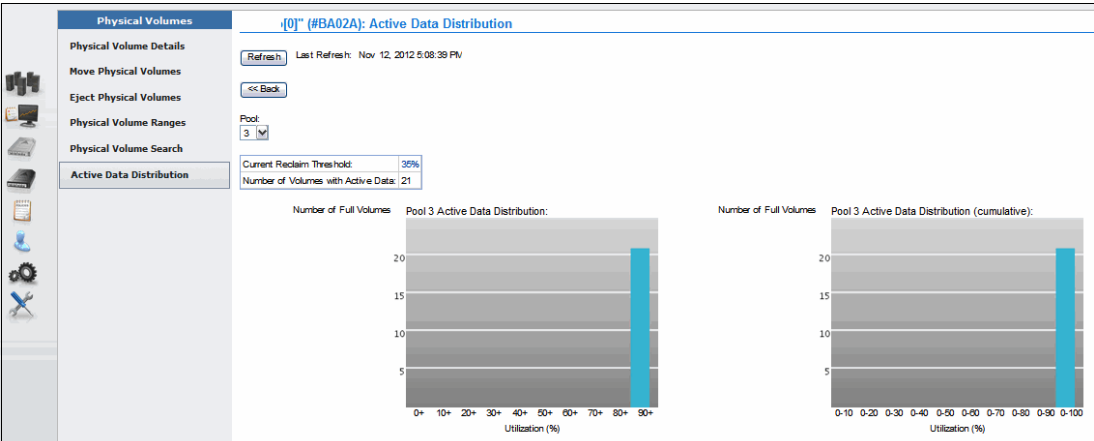 Physical Volumes
Physical Volume Details
Move Physical Volumes
Eject Physical Volumes
Physical Volume Ranges
Physical Volume Search
Active Data Distribution
[0]" (#BA02A): Active Data Distribution
Refresh Last Refresh: Nov 12, 2012 5:08:39 PM
<< Back
Pool:
3
Current Reclaim Threshold: 35%
Number of Volumes with Active Data: 21
Number of Full Volumes Pool 3 Active Data Distribution:
20
15
10
5
0+ 10+ 20+ 30+ 40+ 50+ 60+ 70+ 80+ 90+
Utilization (%)
Number of Full Volumes Pool 3 Active Data Distribution (cumulative):
20
15
10
5
0-10 0-20 0-30 0-40 0-50 0-60 0-70 0-80 0-90 0-100
Utilization (%)